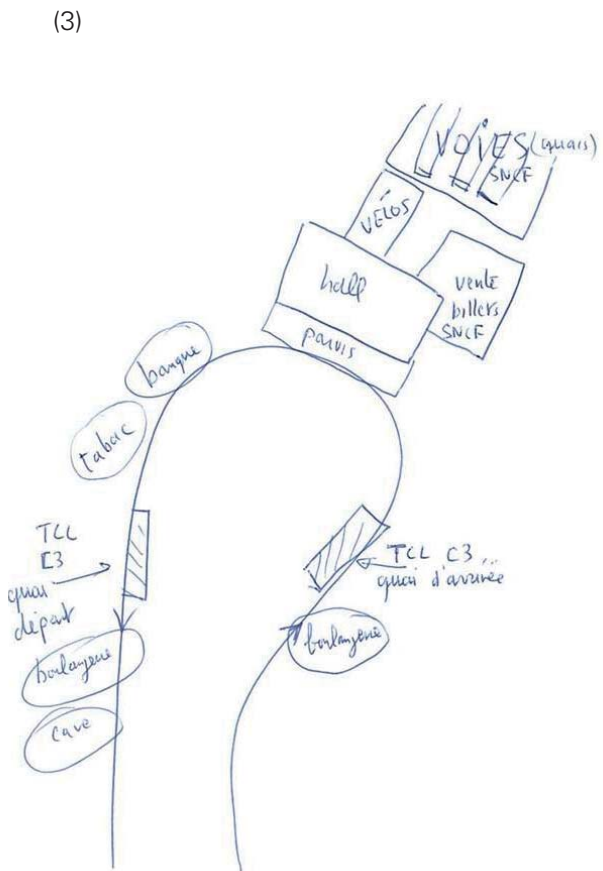 (3)
VOIES (quais)
SNCF
VÉLOS
hall
vente
billets
SNCF
parvis
banque
tabac
TCL
C3
quai
départ
TCL C3
quai d'arrivée
boulangerie
boulangerie
cave